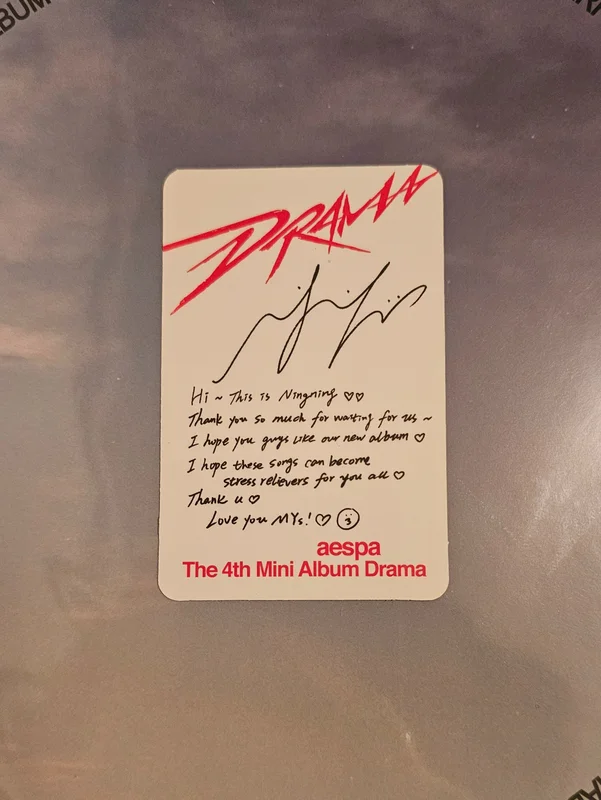 ALBUM
DRAMA
Hi ~ This is Ningning ♡♡
Thank you so much for waiting for us ~
I hope you guys like our new album ♡
I hope these songs can become
stress relievers for you all ♡
Thank u ♡
Love you MYs! ♡
aespa
The 4th Mini Album Drama